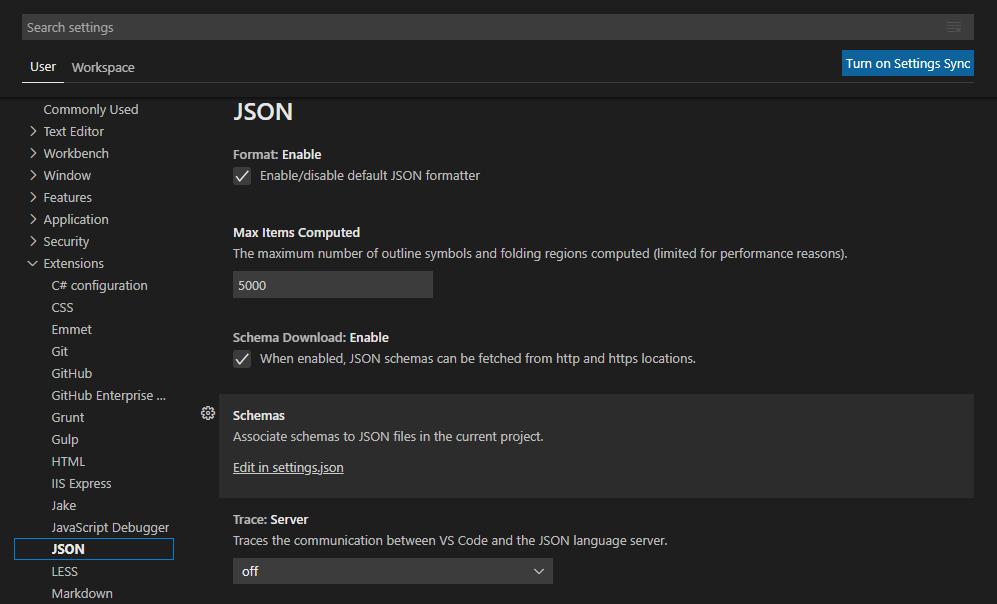 Search settings
User Workspace
Turn on Settings Sync
Commonly Used
Text Editor
Workbench
Window
Features
Application
Security
Extensions
C# configuration
CSS
Emmet
Git
GitHub
GitHub Enterprise ...
Grunt
Gulp
HTML
IIS Express
Jake
JavaScript Debugger
JSON
LESS
Markdown
JSON
Format: Enable
Enable/disable default JSON formatter
Max Items Computed
The maximum number of outline symbols and folding regions computed (limited for performance reasons).
5000
Schema Download: Enable
When enabled, JSON schemas can be fetched from http and https locations.
Schemas
Associate schemas to JSON files in the current project.
Edit in settings.json
Trace: Server
Traces the communication between VS Code and the JSON language server.
off